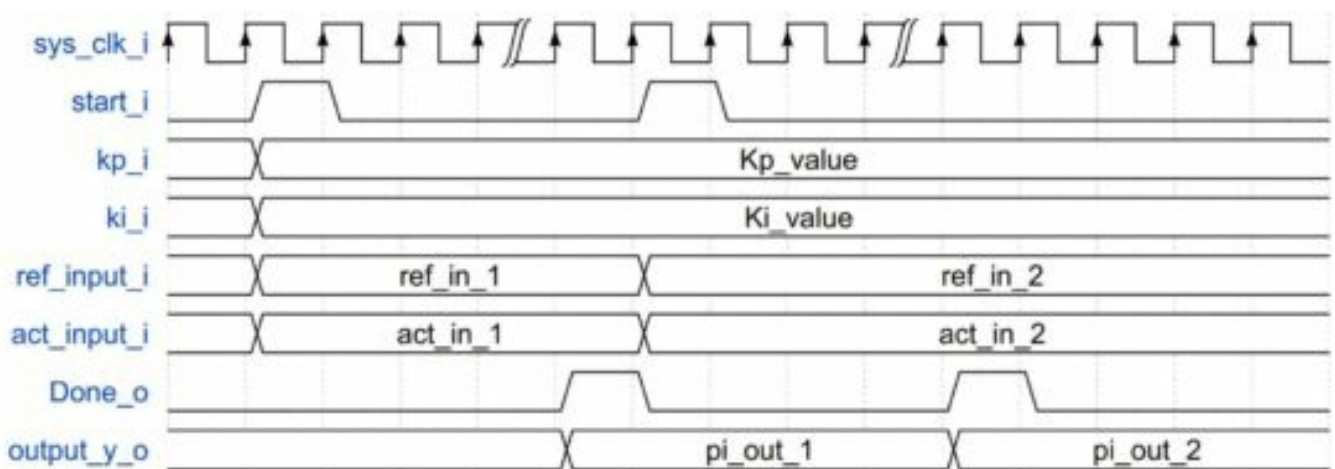 sys_clk_i
start_i
kp_i Kp_value
ki_i Ki_value
ref_input_i ref_in_1 ref_in_2
act_input_i act_in_1 act_in_2
Done_o
output_y_o pi_out_1 pi_out_2